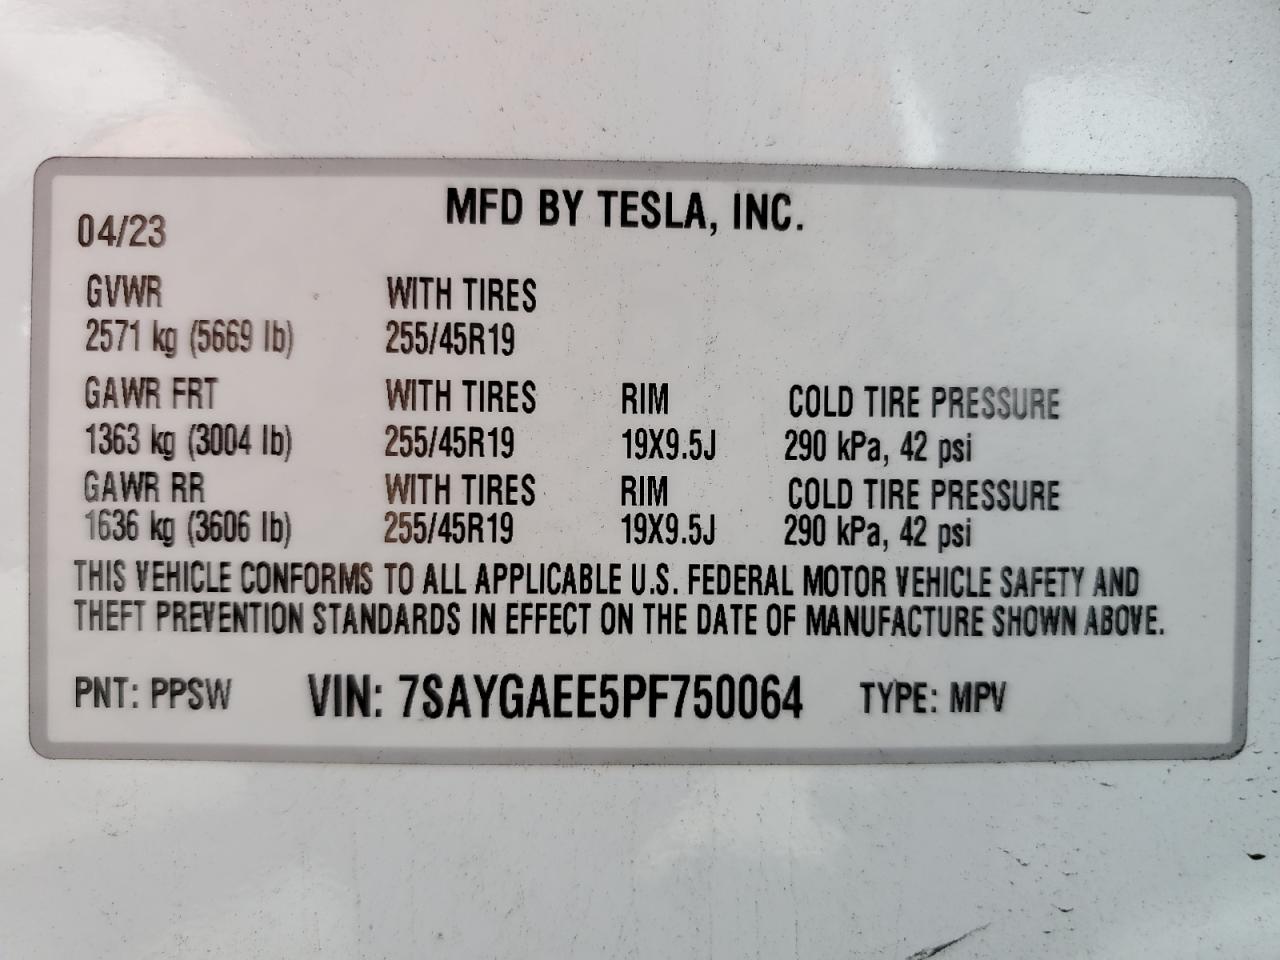 MFD BY TESLA, INC.
04/23
GVWR WITH TIRES
2571 kg (5669 lb) 255/45R19
GAWR FRT WITH TIRES RIM COLD TIRE PRESSURE
1363 kg (3004 lb) 255/45R19 19X9.5J 290 kPa, 42 psi
GAWR RR WITH TIRES RIM COLD TIRE PRESSURE
1636 kg (3606 lb) 255/45R19 19X9.5J 290 kPa, 42 psi
THIS VEHICLE CONFORMS TO ALL APPLICABLE U.S. FEDERAL MOTOR VEHICLE SAFETY AND
THEFT PREVENTION STANDARDS IN EFFECT ON THE DATE OF MANUFACTURE SHOWN ABOVE.
PNT: PPSW VIN: 7SAYGAEE5PF750064 TYPE: MPV